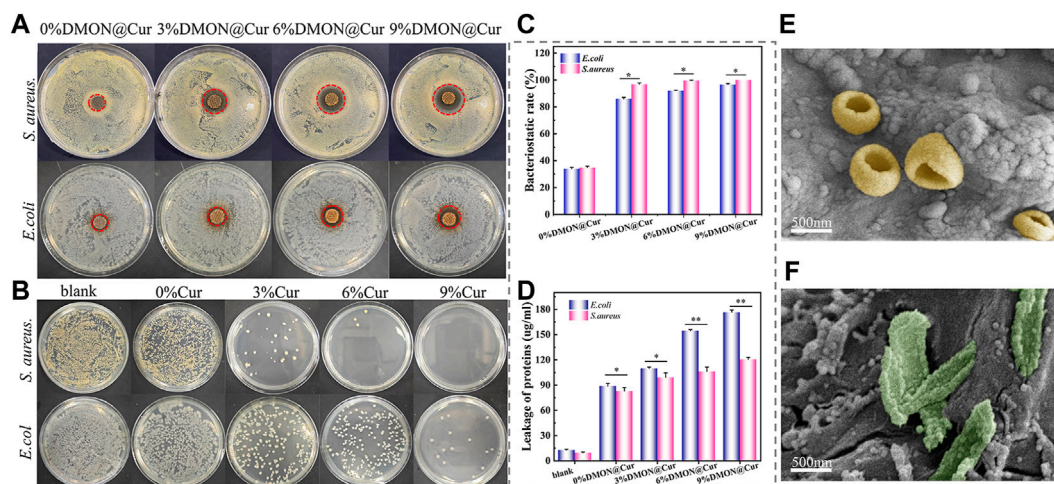 A
0%DMON@Cur 3%DMON@Cur 6%DMON@Cur 9%DMON@Cur
S. aureus.
E.coli
B
blank 0%Cur 3%Cur 6%Cur 9%Cur
S. aureus.
E.col
C
Bacteriostatic rate (%)
120
100
80
60
40
20
0
E.coli
S.aureus
* * *
0%DMON@Cur
3%DMON@Cur
6%DMON@Cur
9%DMON@Cur
D
Leakage of proteins (ug/ml)
180
150
120
90
60
30
0
E.coli
S.aureus
* * ** **
blank
0%DMON@Cur
3%DMON@Cur
6%DMON@Cur
9%DMON@Cur
E
500nm
F
500nm